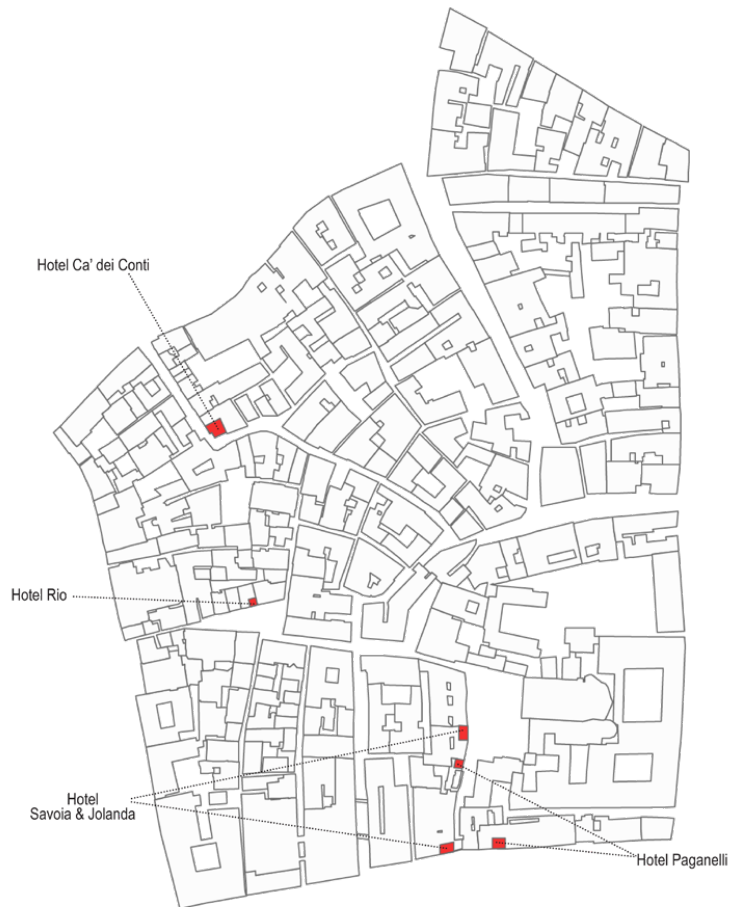 Hotel Ca' dei Conti
Hotel Rio
Hotel
Savoia & Jolanda
Hotel Paganelli